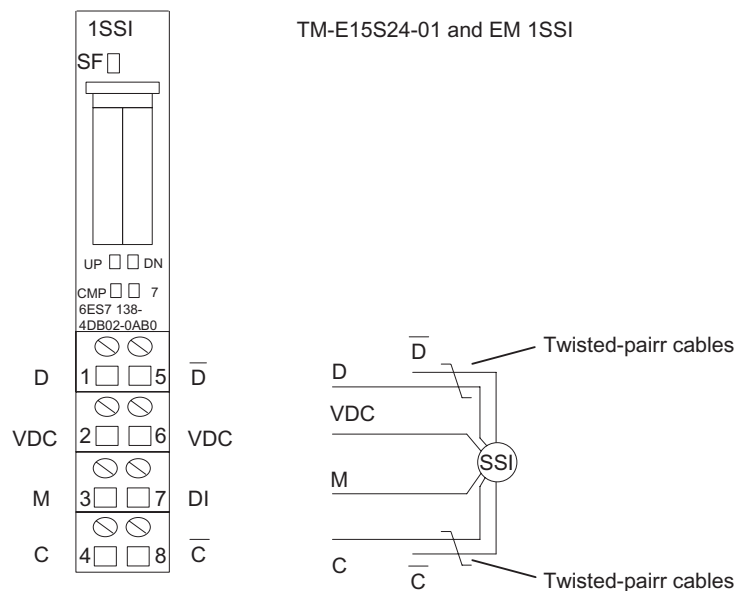 1SSI
TM-E15S24-01 and EM 1SSI
SF
UP DN
CMP 7
6ES7 138-
4DB02-0AB0
D 1 5 D̅
VDC 2 6 VDC
M 3 7 DI
C 4 8 C̅
D̅
Twisted-pairr cables
D
VDC
SSI
M
C
C̅
Twisted-pairr cables